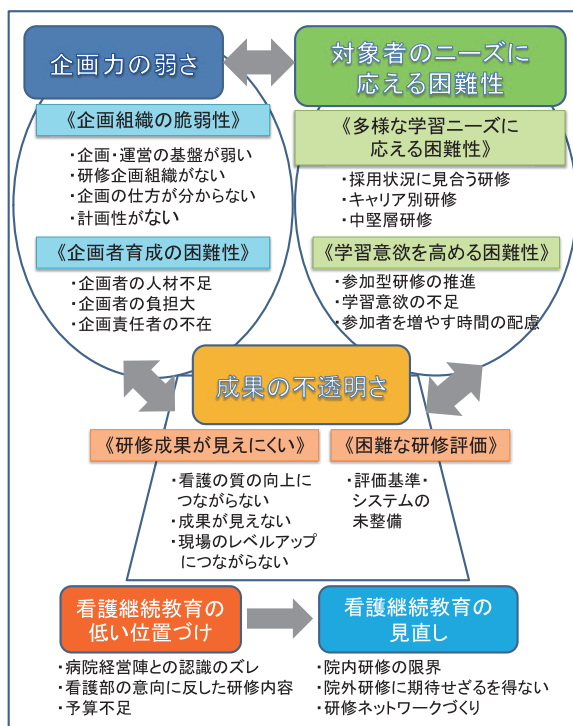 企画力の弱さ
対象者のニーズに
応える困難性
《企画組織の脆弱性》
・企画・運営の基盤が弱い
・研修企画組織がない
・企画の仕方が分からない
・計画性がない
《企画者育成の困難性》
・企画者の人材不足
・企画者の負担大
・企画責任者の不在
《多様な学習ニーズに
応える困難性》
・採用状況に見合う研修
・キャリア別研修
・中堅層研修
《学習意欲を高める困難性》
・参加型研修の推進
・学習意欲の不足
・参加者を増やす時間の配慮
成果の不透明さ
《研修成果が見えにくい》
・看護の質の向上に
つながらない
・成果が見えない
・現場のレベルアップ
につながらない
《困難な研修評価》
・評価基準・
システムの
未整備
看護継続教育の
低い位置づけ
・病院経営陣との認識のズレ
・看護部の意向に反した研修内容
・予算不足
看護継続教育の
見直し
・院内研修の限界
・院外研修に期待せざるを得ない
・研修ネットワークづくり